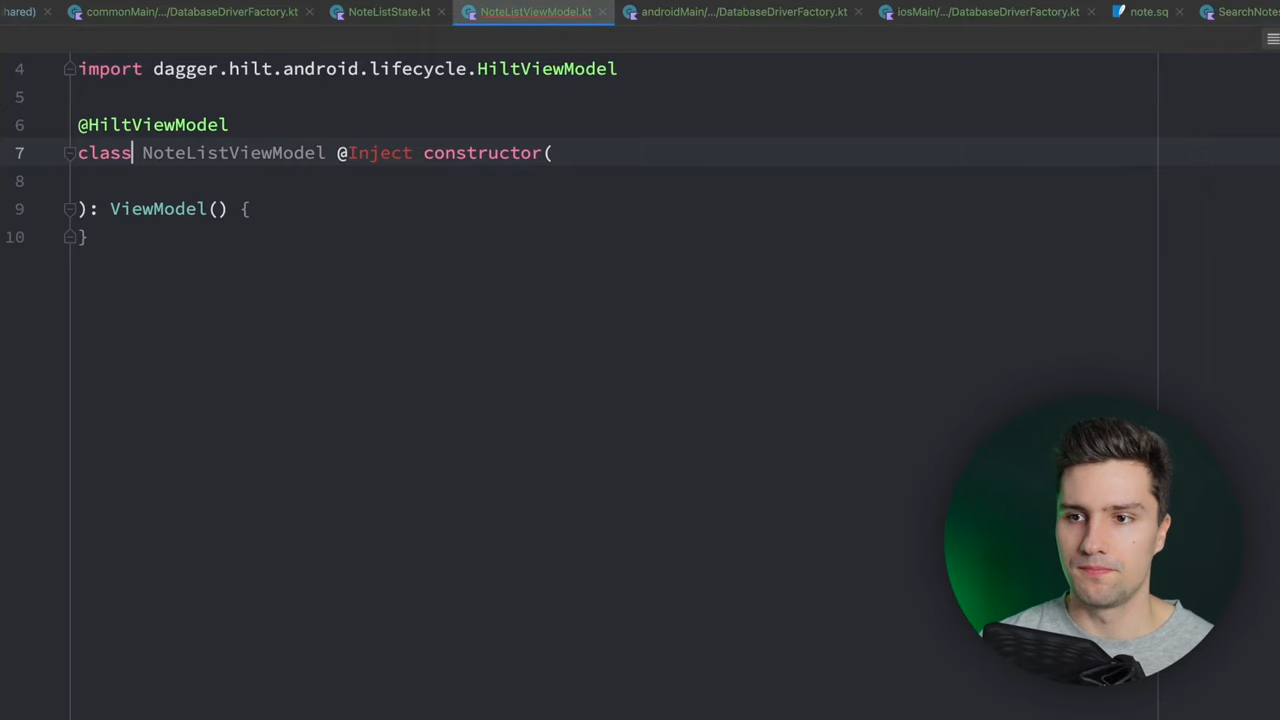 hared) commonMain/.../DatabaseDriverFactory.kt NoteListState.kt NoteListViewModel.kt androidMain/.../DatabaseDriverFactory.kt iosMain/.../DatabaseDriverFactory.kt note.sq SearchNotes
4 import dagger.hilt.android.lifecycle.HiltViewModel
5
6 @HiltViewModel
7 class NoteListViewModel @Inject constructor(
8
9 ): ViewModel() {
10 }